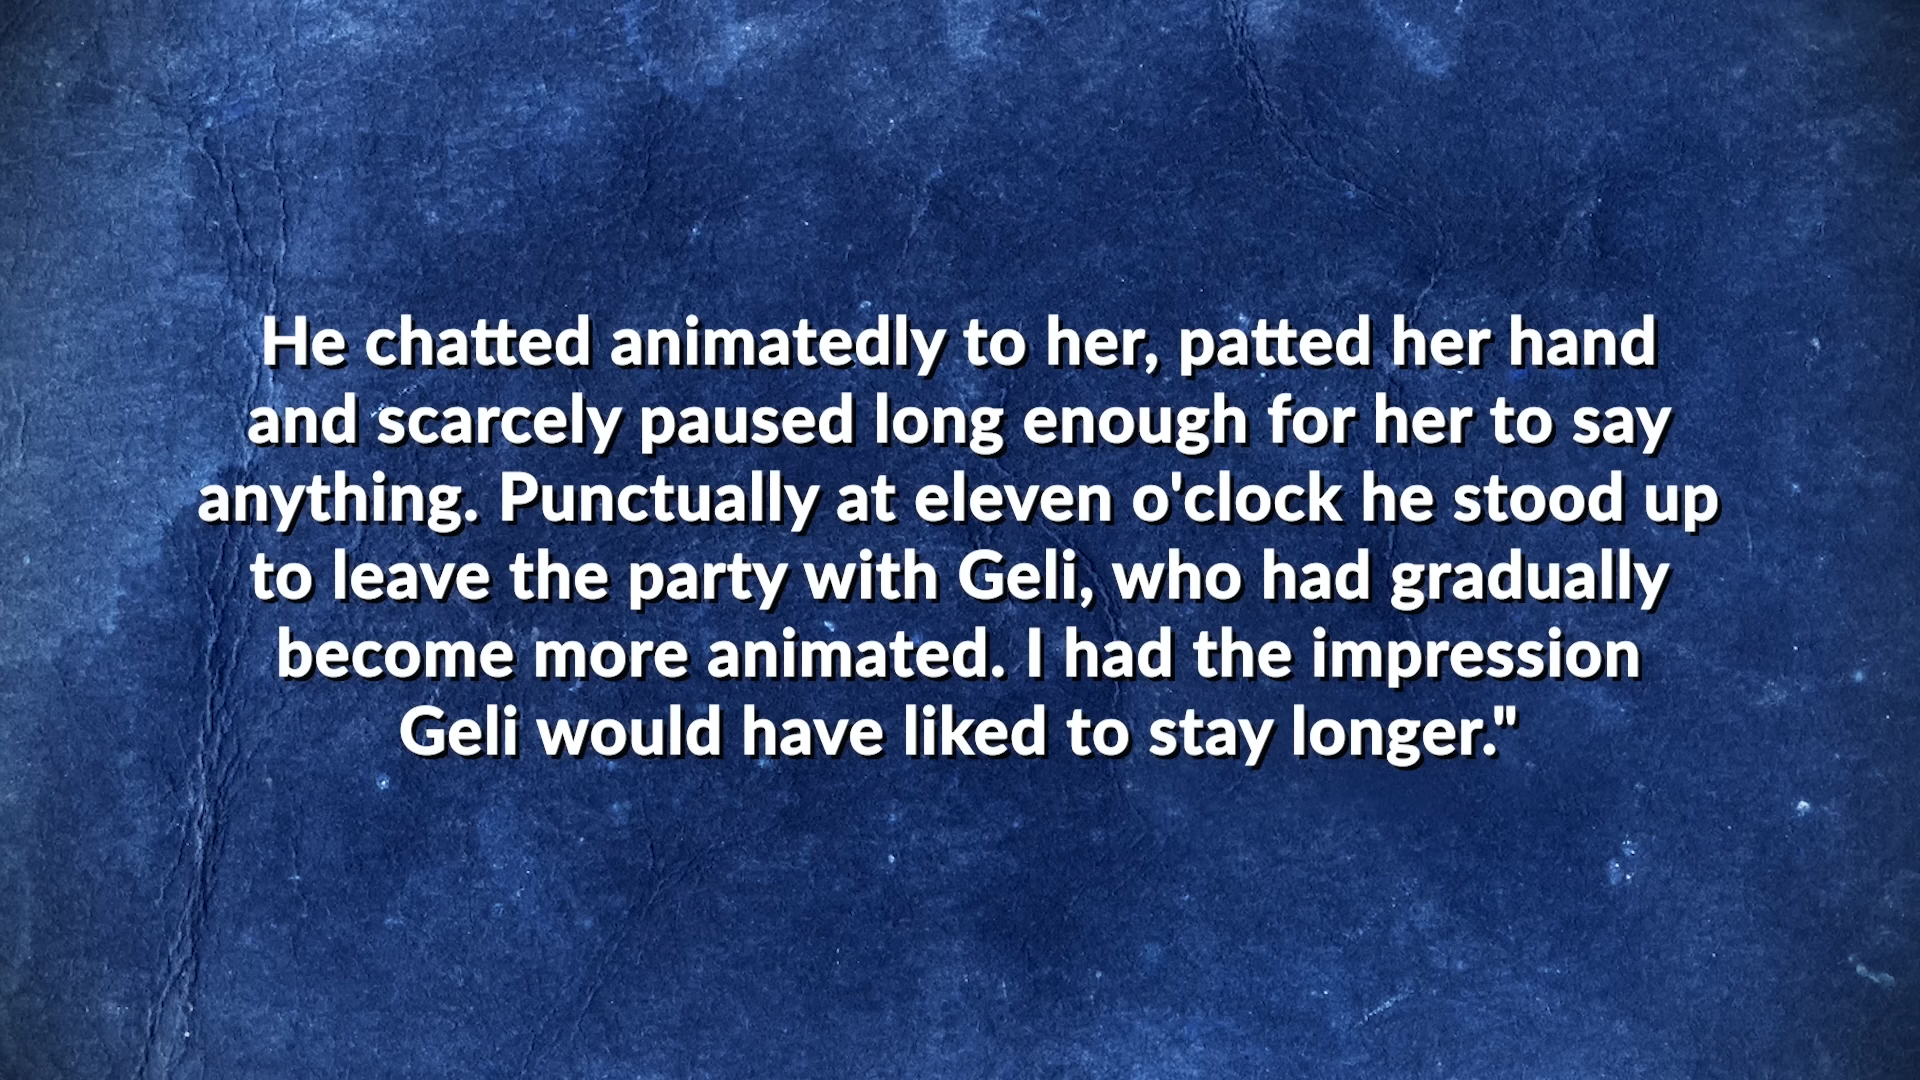 He chatted animatedly to her, patted her hand
and scarcely paused long enough for her to say
anything. Punctually at eleven o'clock he stood up
to leave the party with Geli, who had gradually
become more animated. I had the impression
Geli would have liked to stay longer."